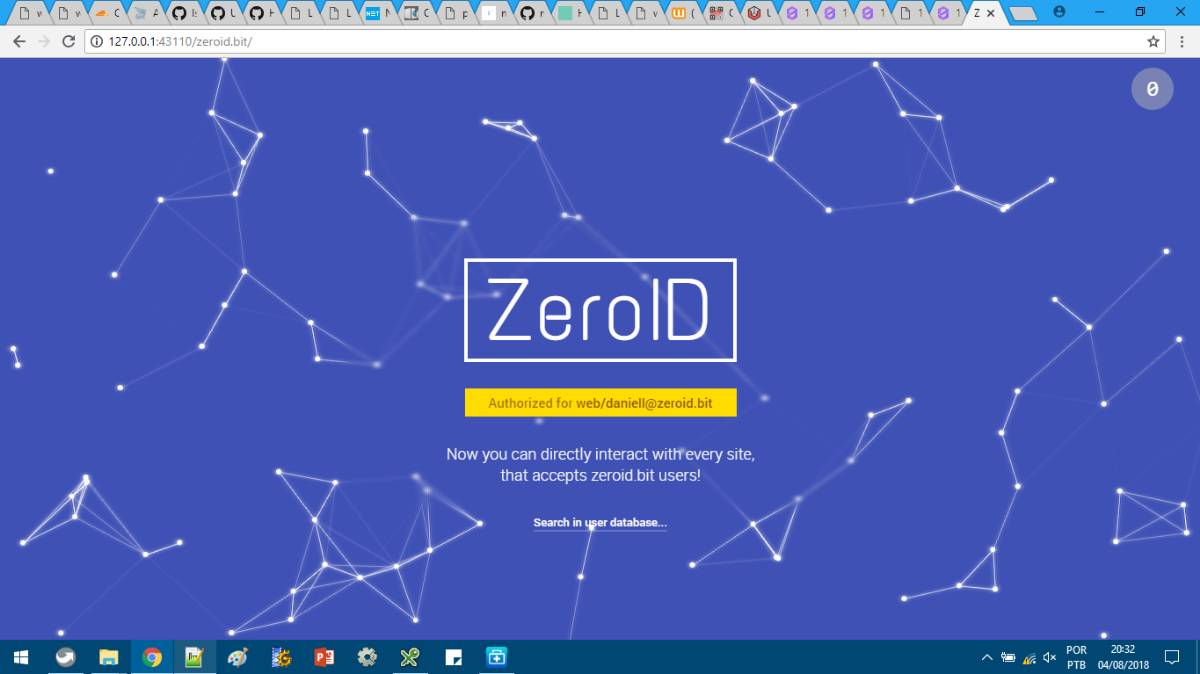 127.0.0.1:43110/zeroid.bit/
0
ZeroID
Authorized for web/daniell@zeroid.bit
Now you can directly interact with every site,
that accepts zeroid.bit users!
Search in user database...
POR
PTB
20:32
04/08/2018